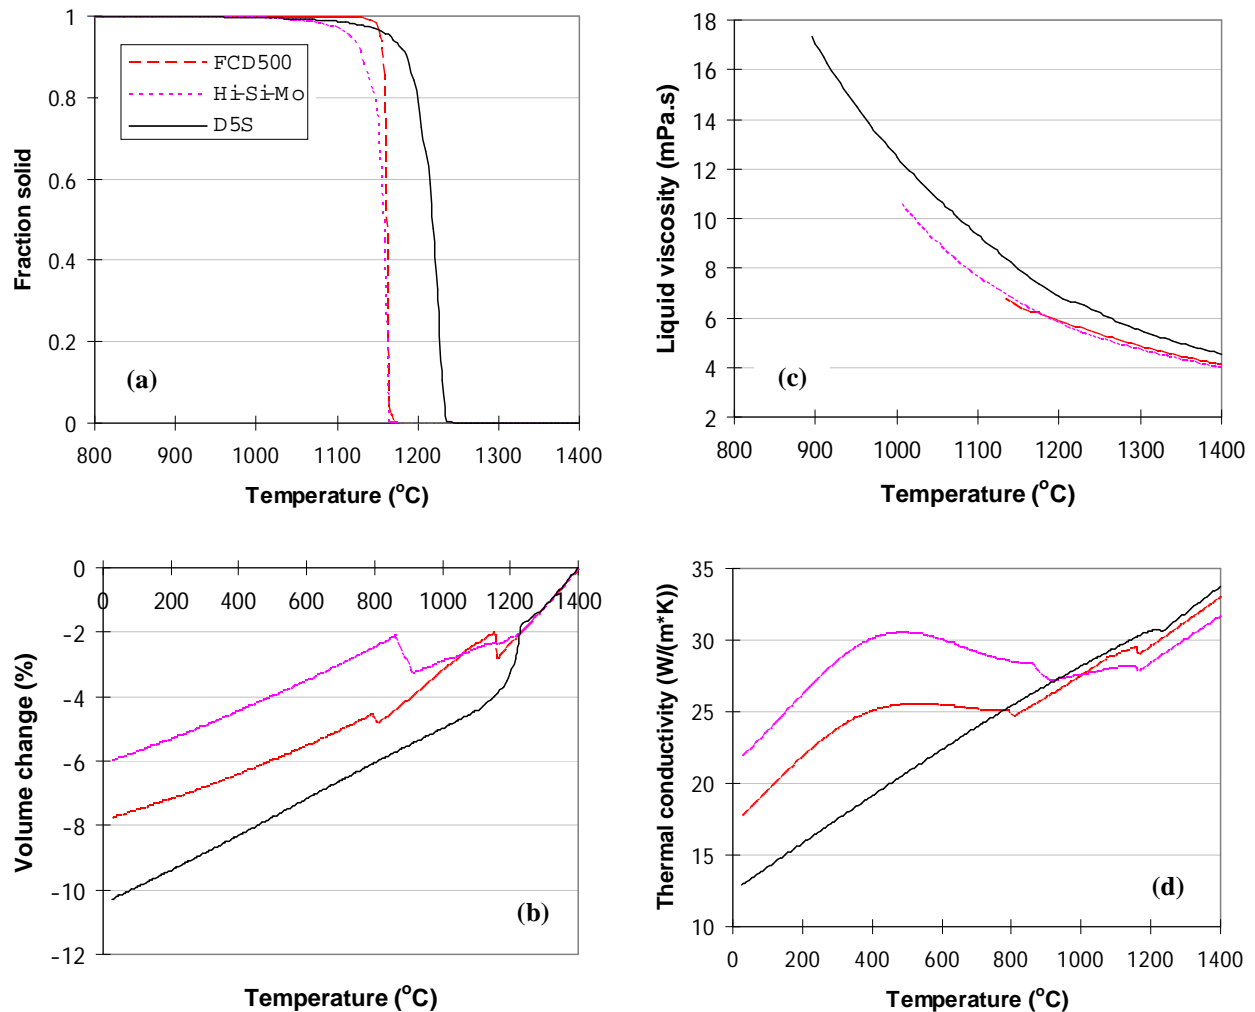 1
0.8
0.6
0.4
0.2
0
Fraction solid
FCD500
Hi-Si-Mo
D5S
(a)
800 900 1000 1100 1200 1300 1400
Temperature (°C)
18
16
14
12
10
8
6
4
2
Liquid viscosity (mPa.s)
(c)
800 900 1000 1100 1200 1300 1400
Temperature (°C)
0
-2
-4
-6
-8
-10
-12
Volume change (%)
0 200 400 600 800 1000 1200 1400
(b)
Temperature (°C)
35
30
25
20
15
10
Thermal conductivity (W/(m*K))
(d)
0 200 400 600 800 1000 1200 1400
Temperature (°C)